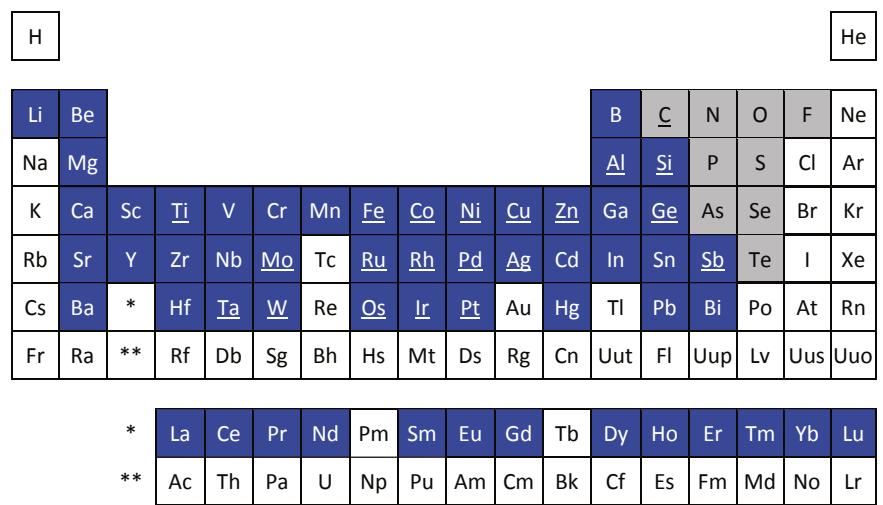 H He
Li Be B C N O F Ne
Na Mg Al Si P S Cl Ar
K Ca Sc Ti V Cr Mn Fe Co Ni Cu Zn Ga Ge As Se Br Kr
Rb Sr Y Zr Nb Mo Tc Ru Rh Pd Ag Cd In Sn Sb Te I Xe
Cs Ba * Hf Ta W Re Os Ir Pt Au Hg Tl Pb Bi Po At Rn
Fr Ra ** Rf Db Sg Bh Hs Mt Ds Rg Cn Uut Fl Uup Lv Uus Uuo
* La Ce Pr Nd Pm Sm Eu Gd Tb Dy Ho Er Tm Yb Lu
** Ac Th Pa U Np Pu Am Cm Bk Cf Es Fm Md No Lr